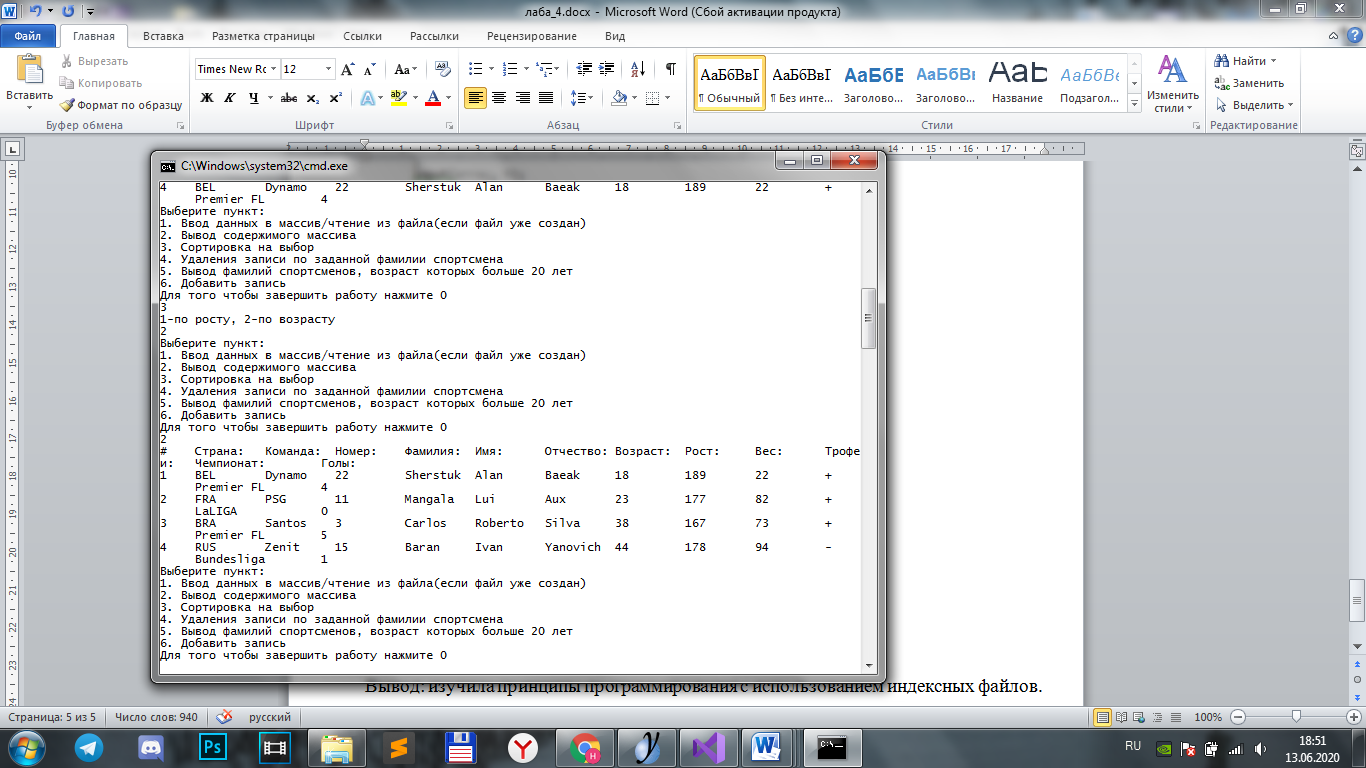 лаба_4.docx - Microsoft Word (Сбой активации продукта)
Файл Главная Вставка Разметка страницы Ссылки Рассылки Рецензирование Вид
Вставить
Вырезать
Копировать
Формат по образцу
Буфер обмена
Times New Ro 12
Ж К Ч abc x₂ x²
Шрифт
Абзац
АаБбВвІ АаБбВвІ АаБбВ АаБбВв АаБ АаБбВв
¶ Обычный ¶ Без инте... Заголово... Заголово... Название Подзагол...
Стили
Изменить стили
Найти
Заменить
Выделить
Редактирование
C:\Windows\system32\cmd.exe
4 BEL Dynamo 22 Sherstuk Alan Baeak 18 189 22 +
Premier FL 4
Выберите пункт:
1. Ввод данных в массив/чтение из файла(если файл уже создан)
2. Вывод содержимого массива
3. Сортировка на выбор
4. Удаления записи по заданной фамилии спортсмена
5. Вывод фамилий спортсменов, возраст которых больше 20 лет
6. Добавить запись
Для того чтобы завершить работу нажмите 0
3
1-по росту, 2-по возрасту
2
Выберите пункт:
1. Ввод данных в массив/чтение из файла(если файл уже создан)
2. Вывод содержимого массива
3. Сортировка на выбор
4. Удаления записи по заданной фамилии спортсмена
5. Вывод фамилий спортсменов, возраст которых больше 20 лет
6. Добавить запись
Для того чтобы завершить работу нажмите 0
2
# Страна: Команда: Номер: Фамилия: Имя: Отчество: Возраст: Рост: Вес: Трофе
и: Чемпионат: Голы:
1 BEL Dynamo 22 Sherstuk Alan Baeak 18 189 22 +
Premier FL 4
2 FRA PSG 11 Mangala Lui Aux 23 177 82 +
LaLIGA 0
3 BRA Santos 3 Carlos Roberto Silva 38 167 73 +
Premier FL 5
4 RUS Zenit 15 Baran Ivan Yanovich 44 178 94 -
Bundesliga 1
Выберите пункт:
1. Ввод данных в массив/чтение из файла(если файл уже создан)
2. Вывод содержимого массива
3. Сортировка на выбор
4. Удаления записи по заданной фамилии спортсмена
5. Вывод фамилий спортсменов, возраст которых больше 20 лет
6. Добавить запись
Для того чтобы завершить работу нажмите 0
Вывод: изучила принципы программирования с использованием индексных файлов.
Страница: 5 из 5 Число слов: 940 русский 100%
RU 18:51
13.06.2020